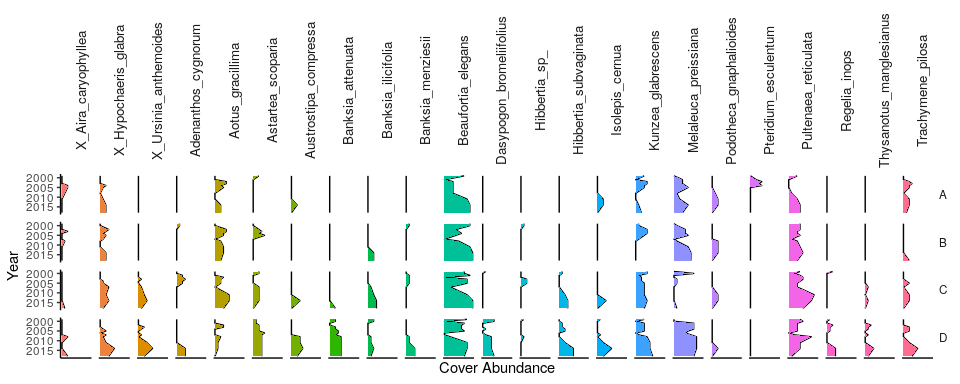 X_Aira_caryophyllea
X_Hypochaeris_glabra
X_Ursinia_anthemoides
Adenanthos_cygnorum
Aotus_gracillima
Astartea_scoparia
Austrostipa_compressa
Banksia_attenuata
Banksia_ilicifolia
Banksia_menziesii
Beaufortia_elegans
Dasypogon_bromeliifolius
Hibbertia_sp_
Hibbertia_subvaginata
Isolepis_cernua
Kunzea_glabrescens
Melaleuca_preissiana
Podotheca_gnaphalioides
Pteridium_esculentum
Pultenaea_reticulata
Regelia_inops
Thysanotus_manglesianus
Trachymene_pilosa
Year
2000
2005
2010
2015
A
2000
2005
2010
2015
B
2000
2005
2010
2015
C
2000
2005
2010
2015
D
Cover Abundance